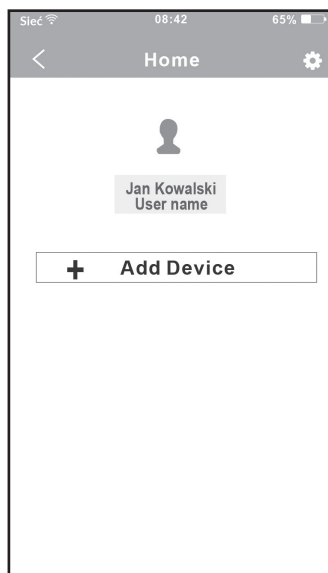 Sieć 08:42 65%
Home
Jan Kowalski
User name
+ Add Device